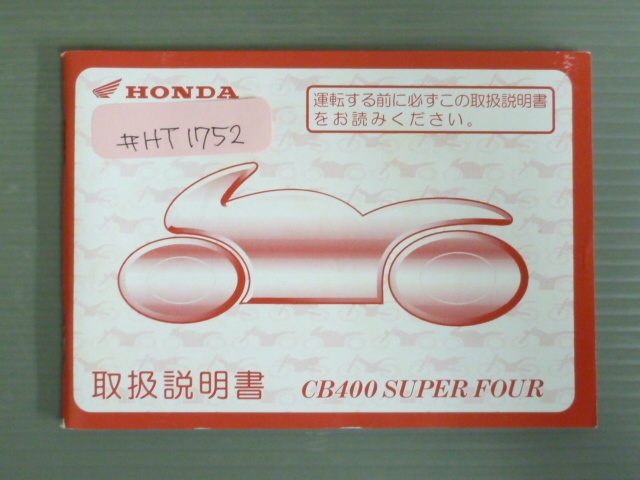 HONDA
運転する前に必ずこの取扱説明書
をお読みください。
#HT1752
取扱説明書
CB400 SUPER FOUR